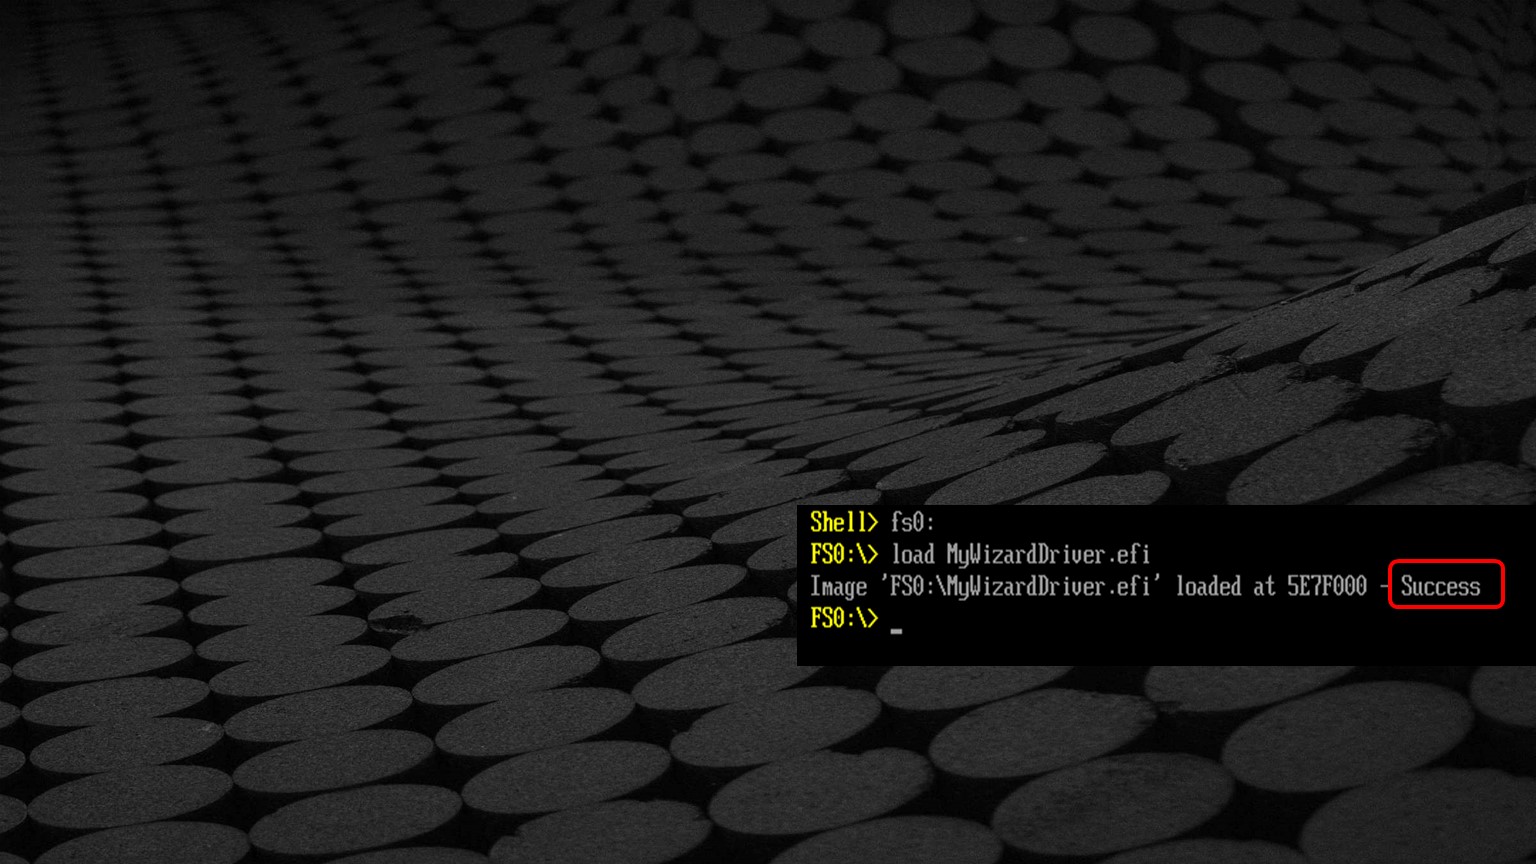 Shell> fs0:
FS0:\> load MyWizardDriver.efi
Image 'FS0:\MyWizardDriver.efi' loaded at 5E7F000 - Success
FS0:\> _